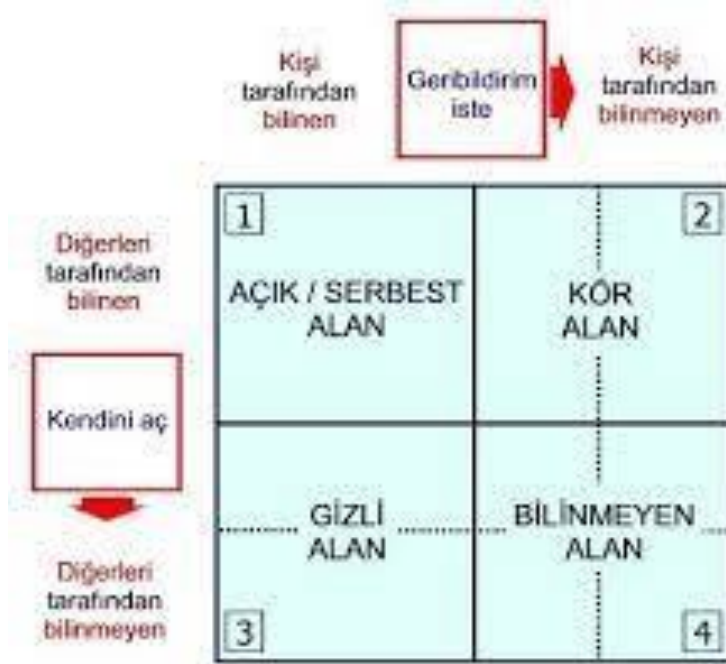 Kişi
tarafından
bilinen
Geribildirim
iste
Kişi
tarafından
bilinmeyen
1
2
Diğerleri
tarafından
bilinen
AÇIK / SERBEST
ALAN
KÖR
ALAN
Kendini aç
GİZLİ
ALAN
BİLİNMEYEN
ALAN
Diğerleri
tarafından
bilinmeyen
3
4